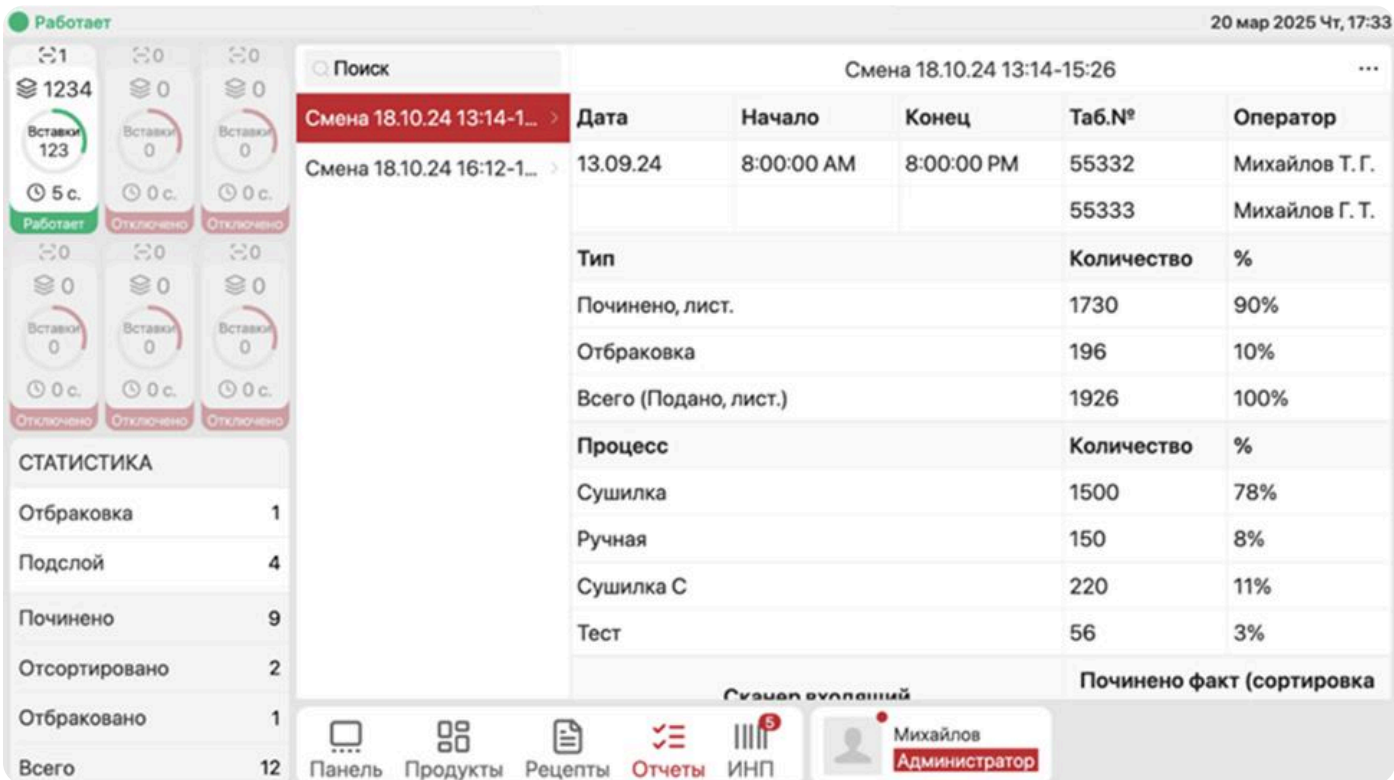 Работает
20 мар 2025 Чт, 17:33
1 0 0
1234 0 0
Вставки Вставки Вставки
123 0 0
5 с. 0 с. 0 с.
Работает Отключено Отключено
0 0 0
0 0 0
Вставки Вставки Вставки
0 0 0
0 с. 0 с. 0 с.
Отключено Отключено Отключено
СТАТИСТИКА
Отбраковка 1
Подслой 4
Починено 9
Отсортировано 2
Отбраковано 1
Всего 12
Поиск
Смена 18.10.24 13:14-1...
Смена 18.10.24 16:12-1...
Смена 18.10.24 13:14-15:26 ...
Дата Начало Конец Таб.№ Оператор
13.09.24 8:00:00 AM 8:00:00 PM 55332 Михайлов Т. Г.
55333 Михайлов Г. Т.
Тип Количество %
Починено, лист. 1730 90%
Отбраковка 196 10%
Всего (Подано, лист.) 1926 100%
Процесс Количество %
Сушилка 1500 78%
Ручная 150 8%
Сушилка С 220 11%
Тест 56 3%
Сканер входящий
Починено факт (сортировка
Панель Продукты Рецепты Отчеты ИНП
5
Михайлов
Администратор